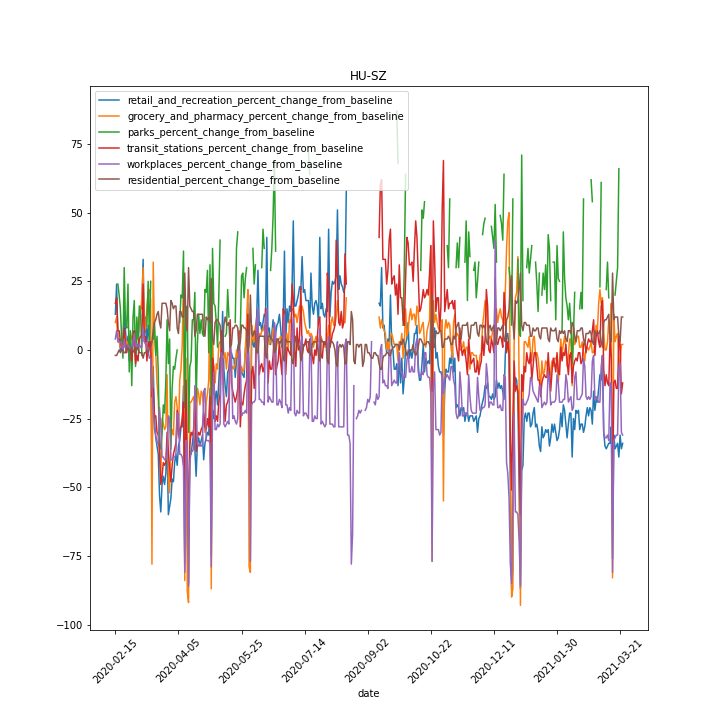 HU-SZ
retail_and_recreation_percent_change_from_baseline
grocery_and_pharmacy_percent_change_from_baseline
parks_percent_change_from_baseline
transit_stations_percent_change_from_baseline
workplaces_percent_change_from_baseline
residential_percent_change_from_baseline
75
50
25
0
−25
−50
−75
−100
2020-02-15
2020-04-05
2020-05-25
2020-07-14
2020-09-02
2020-10-22
2020-12-11
2021-01-30
2021-03-21
date